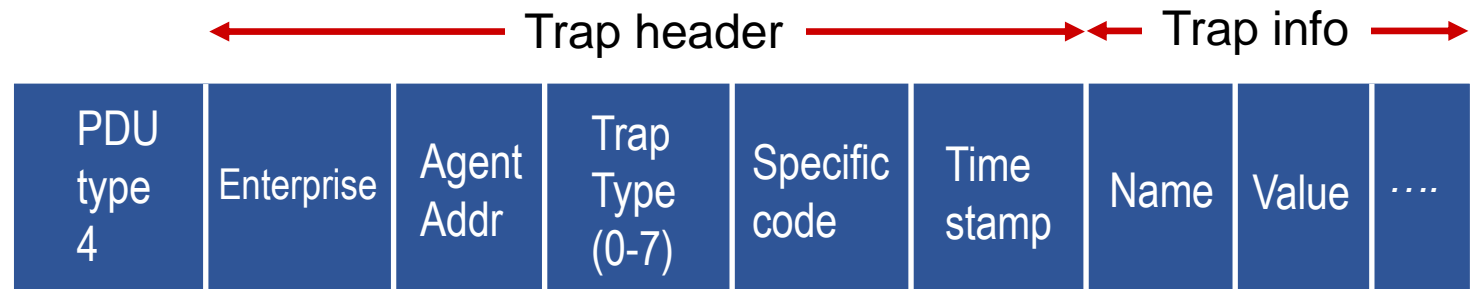 Trap header
Trap info
PDU
type
4
Enterprise
Agent
Addr
Trap
Type
(0-7)
Specific
code
Time
stamp
Name
Value
....